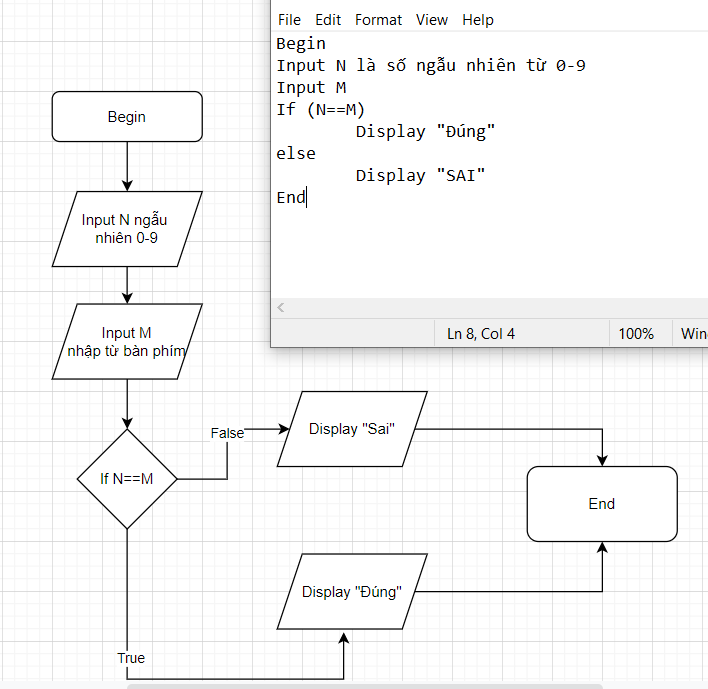 File Edit Format View Help
Begin
Input N là số ngẫu nhiên từ 0-9
Input M
If (N==M)
Display "Đúng"
else
Display "SAI"
End
Ln 8, Col 4
100%
Win
Begin
Input N ngẫu
nhiên 0-9
Input M
nhập từ bàn phím
If N==M
False
Display "Sai"
End
Display "Đúng"
True